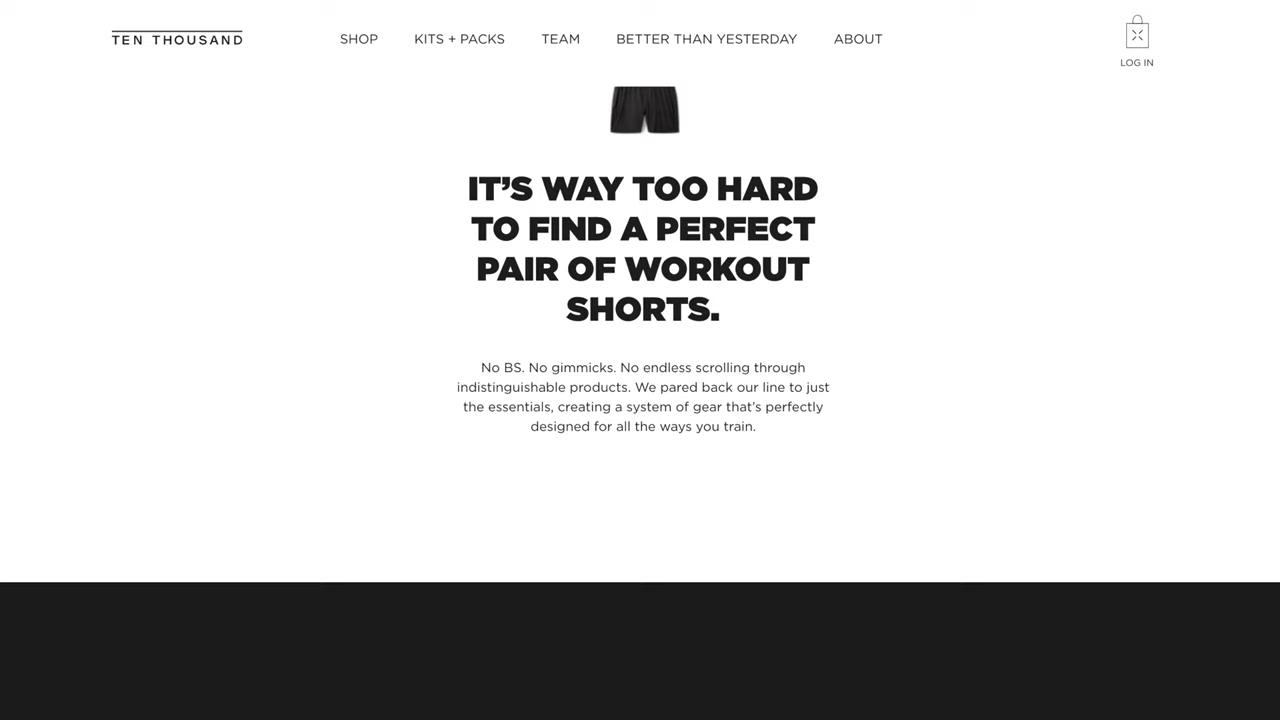 TEN THOUSAND
SHOP
KITS + PACKS
TEAM
BETTER THAN YESTERDAY
ABOUT
LOG IN
IT’S WAY TOO HARD
TO FIND A PERFECT
PAIR OF WORKOUT
SHORTS.
No BS. No gimmicks. No endless scrolling through
indistinguishable products. We pared back our line to just
the essentials, creating a system of gear that’s perfectly
designed for all the ways you train.